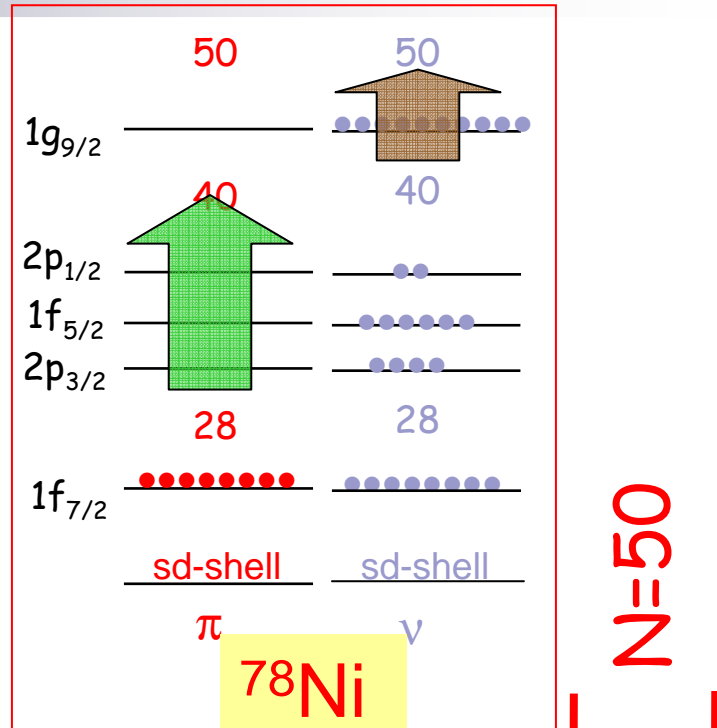 50 50
1g9/2
40 40
2p1/2
1f5/2
2p3/2
28 28
1f7/2
sd-shell sd-shell
π ν
78Ni
N=50